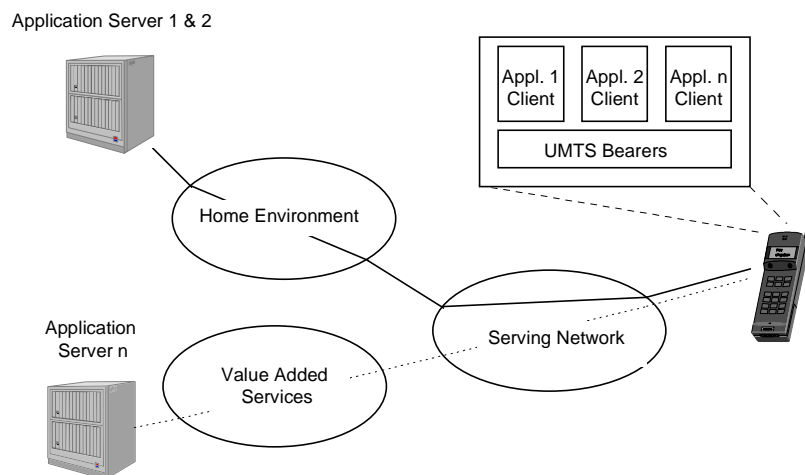 Application Server 1 & 2
Appl. 1
Client
Appl. 2
Client
Appl. n
Client
UMTS Bearers
Home Environment
Serving Network
Application
Server n
Value Added
Services